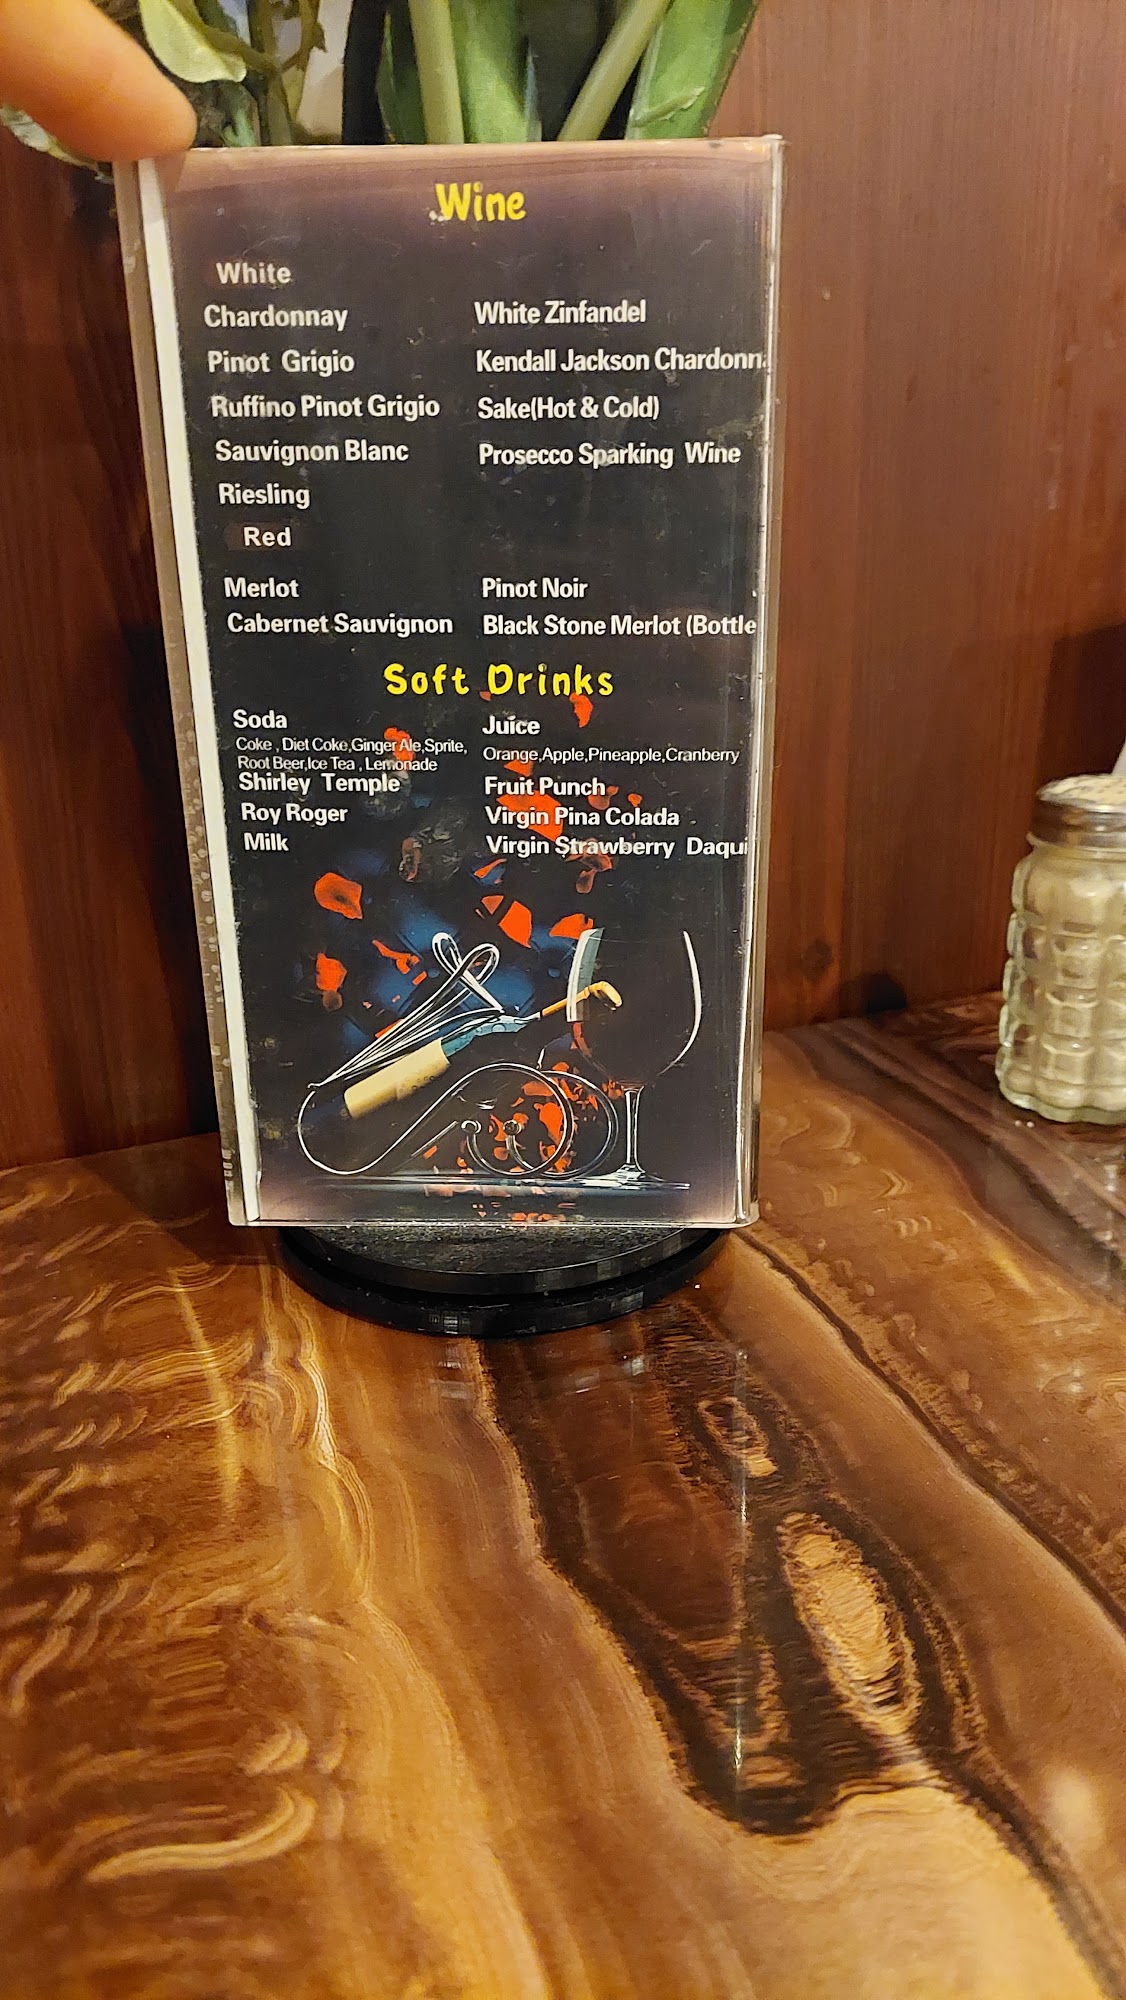 Wine
White
Chardonnay White Zinfandel
Pinot Grigio Kendall Jackson Chardonn
Ruffino Pinot Grigio Sake(Hot & Cold)
Sauvignon Blanc Prosecco Sparking Wine
Riesling
Red
Merlot Pinot Noir
Cabernet Sauvignon Black Stone Merlot (Bottle
Soft Drinks
Soda Juice
Coke , Diet Coke,Ginger Ale,Sprite, Orange,Apple,Pineapple,Cranberry
Root Beer,Ice Tea , Lemonade
Shirley Temple Fruit Punch
Roy Roger Virgin Pina Colada
Milk Virgin Strawberry Daqui